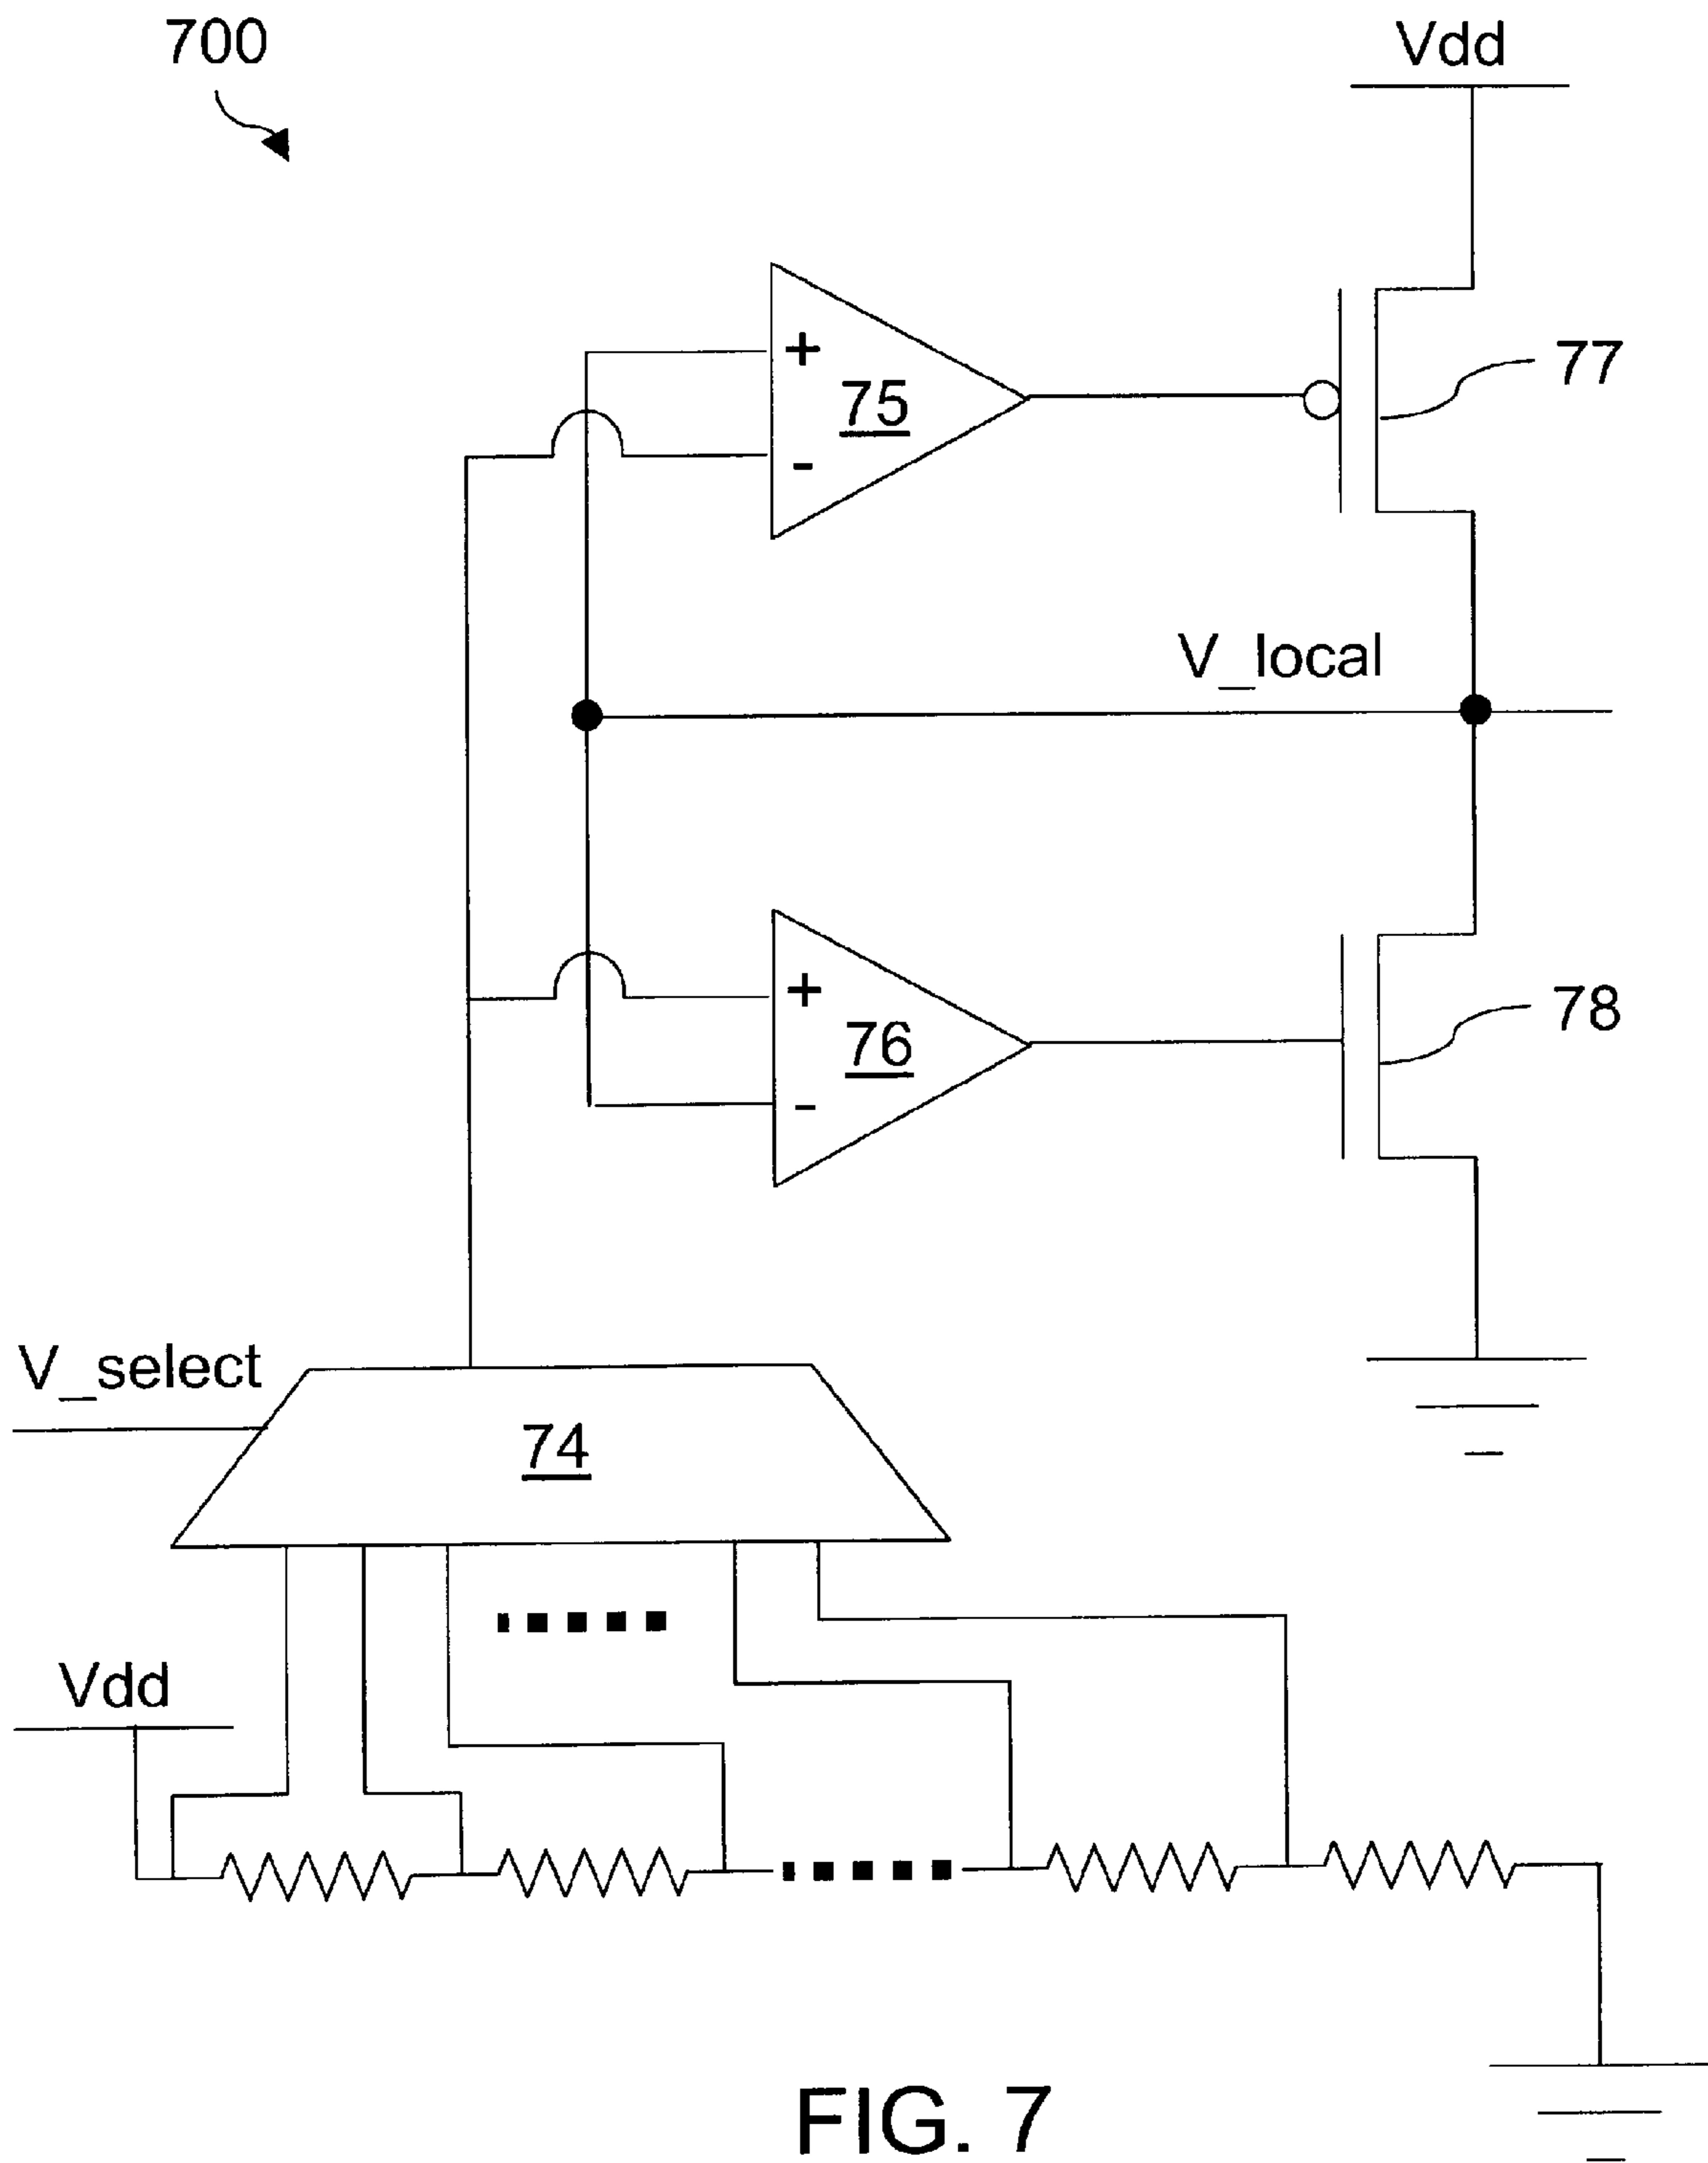 700
Vdd
+
75
-
77
V_local
+
76
-
78
V_select
74
Vdd
FIG. 7